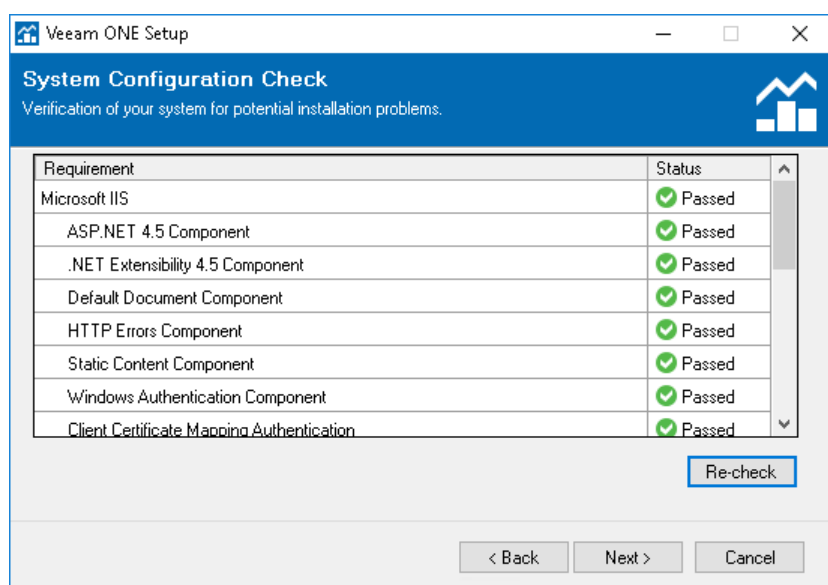 Veeam ONE Setup
System Configuration Check
Verification of your system for potential installation problems.
Requirement Status
Microsoft IIS Passed
ASP.NET 4.5 Component Passed
.NET Extensibility 4.5 Component Passed
Default Document Component Passed
HTTP Errors Component Passed
Static Content Component Passed
Windows Authentication Component Passed
Client Certificate Mapping Authentication Passed
Re-check
< Back Next > Cancel